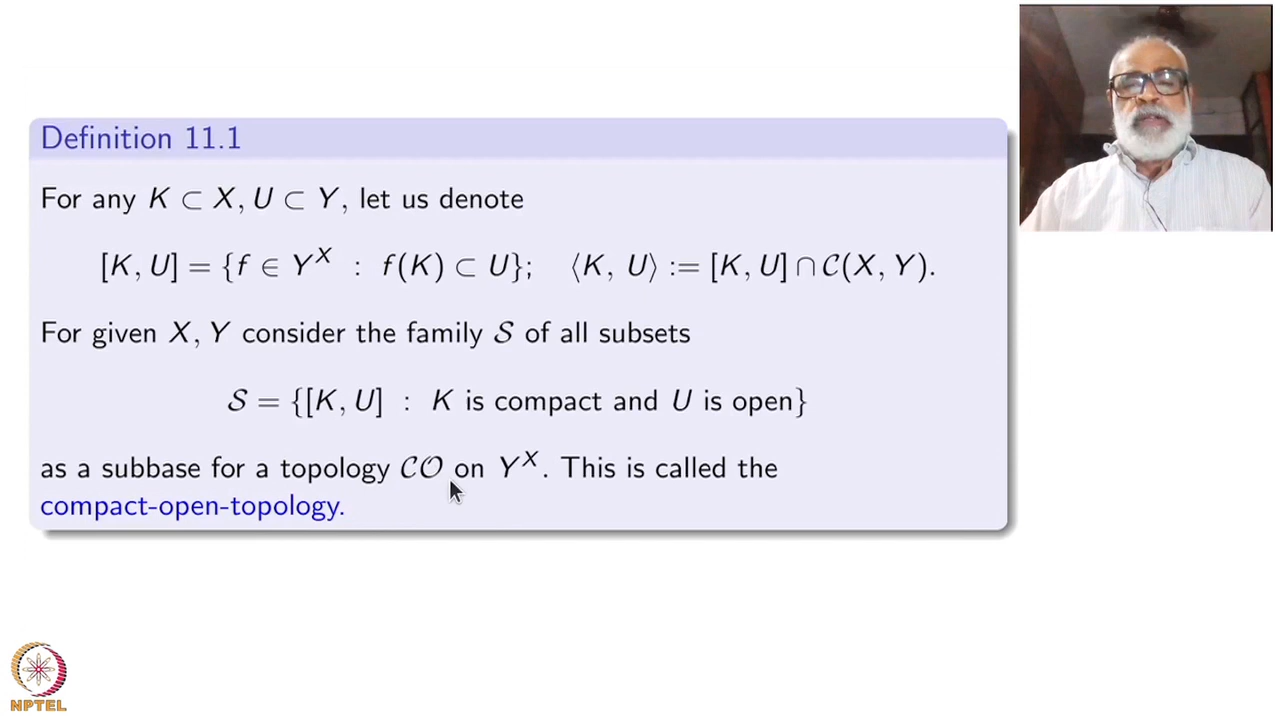 Definition 11.1
For any K ⊂ X, U ⊂ Y, let us denote
[K, U] = {f ∈ Y^X : f(K) ⊂ U}; ⟨K, U⟩ := [K, U] ∩ 𝒞(X, Y).
For given X, Y consider the family 𝒮 of all subsets
𝒮 = {[K, U] : K is compact and U is open}
as a subbase for a topology 𝒞𝒪 on Y^X. This is called the
compact-open-topology.
NPTEL